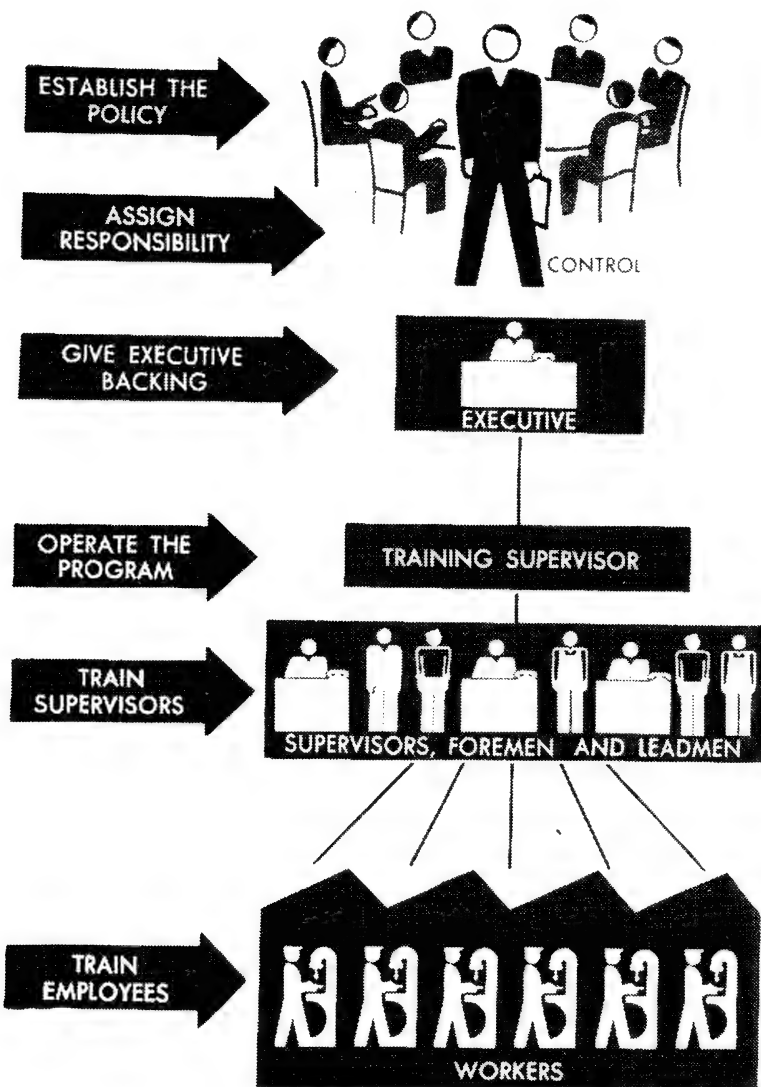 ESTABLISH THE
POLICY
ASSIGN
RESPONSIBILITY
CONTROL
GIVE EXECUTIVE
BACKING
EXECUTIVE
OPERATE THE
PROGRAM
TRAINING SUPERVISOR
TRAIN
SUPERVISORS
SUPERVISORS, FOREMEN AND LEADMEN
TRAIN
EMPLOYEES
WORKERS